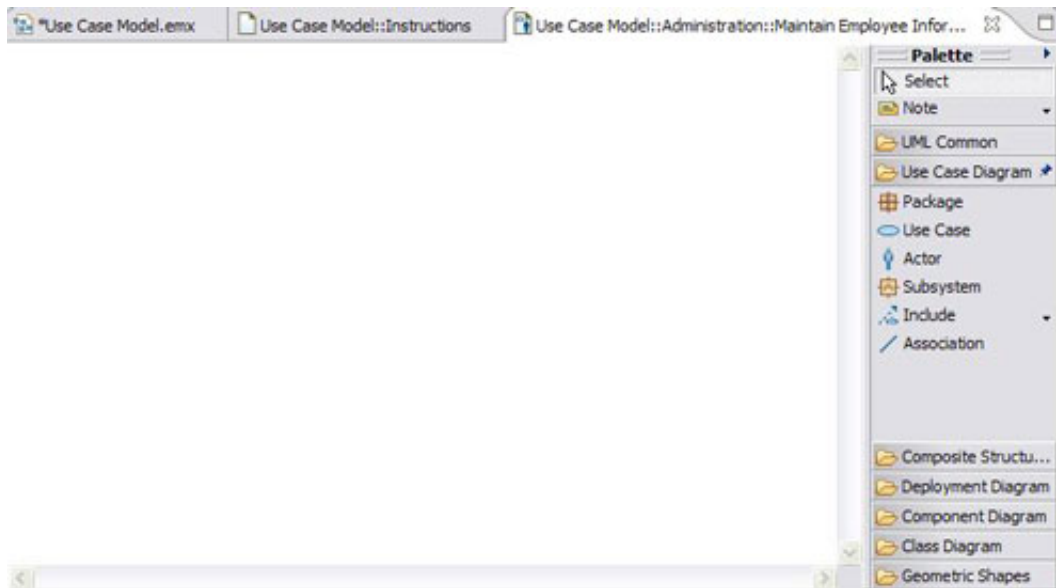 *Use Case Model.emx
Use Case Model::Instructions
Use Case Model::Administration::Maintain Employee Infor...
Palette
Select
Note
UML Common
Use Case Diagram
Package
Use Case
Actor
Subsystem
Include
Association
Composite Structu...
Deployment Diagram
Component Diagram
Class Diagram
Geometric Shapes